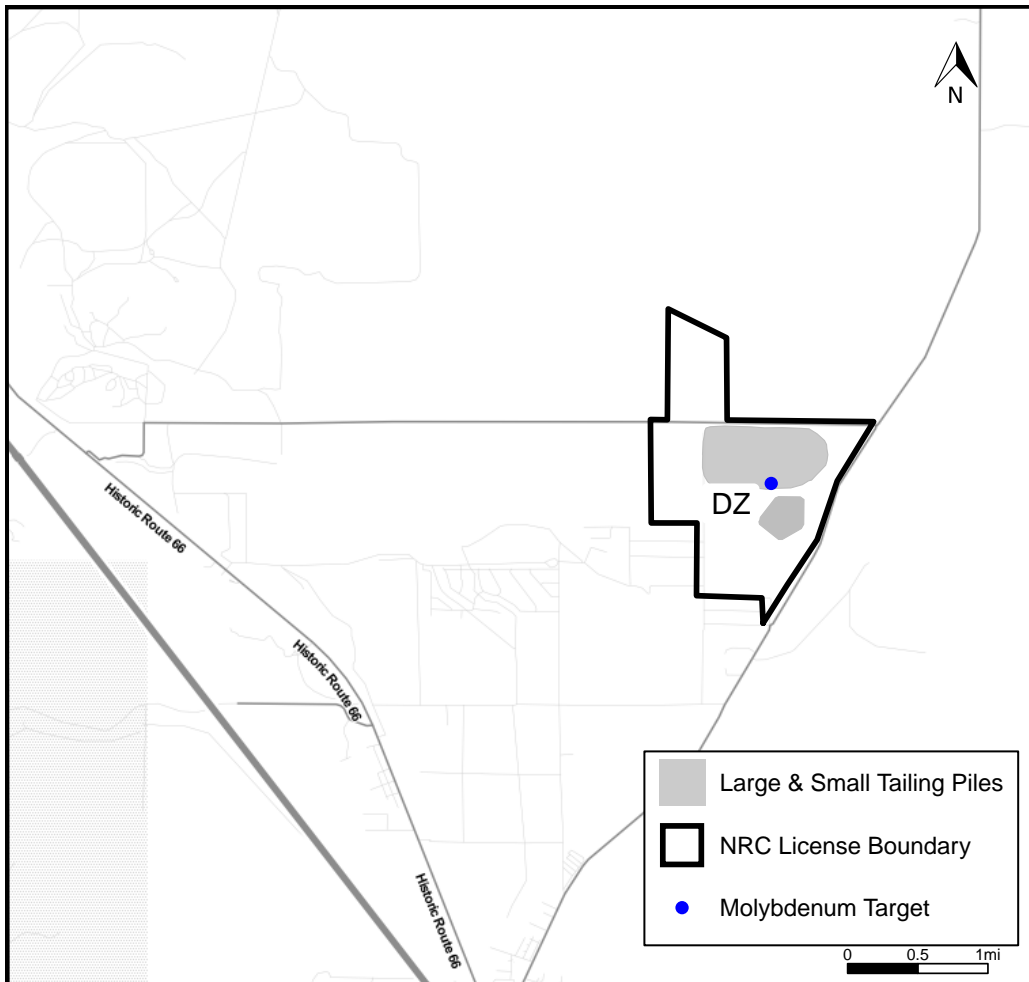 N
DZ
Historic Route 66
Historic Route 66
Historic Route 66
Large & Small Tailing Piles
NRC License Boundary
Molybdenum Target
0 0.5 1mi